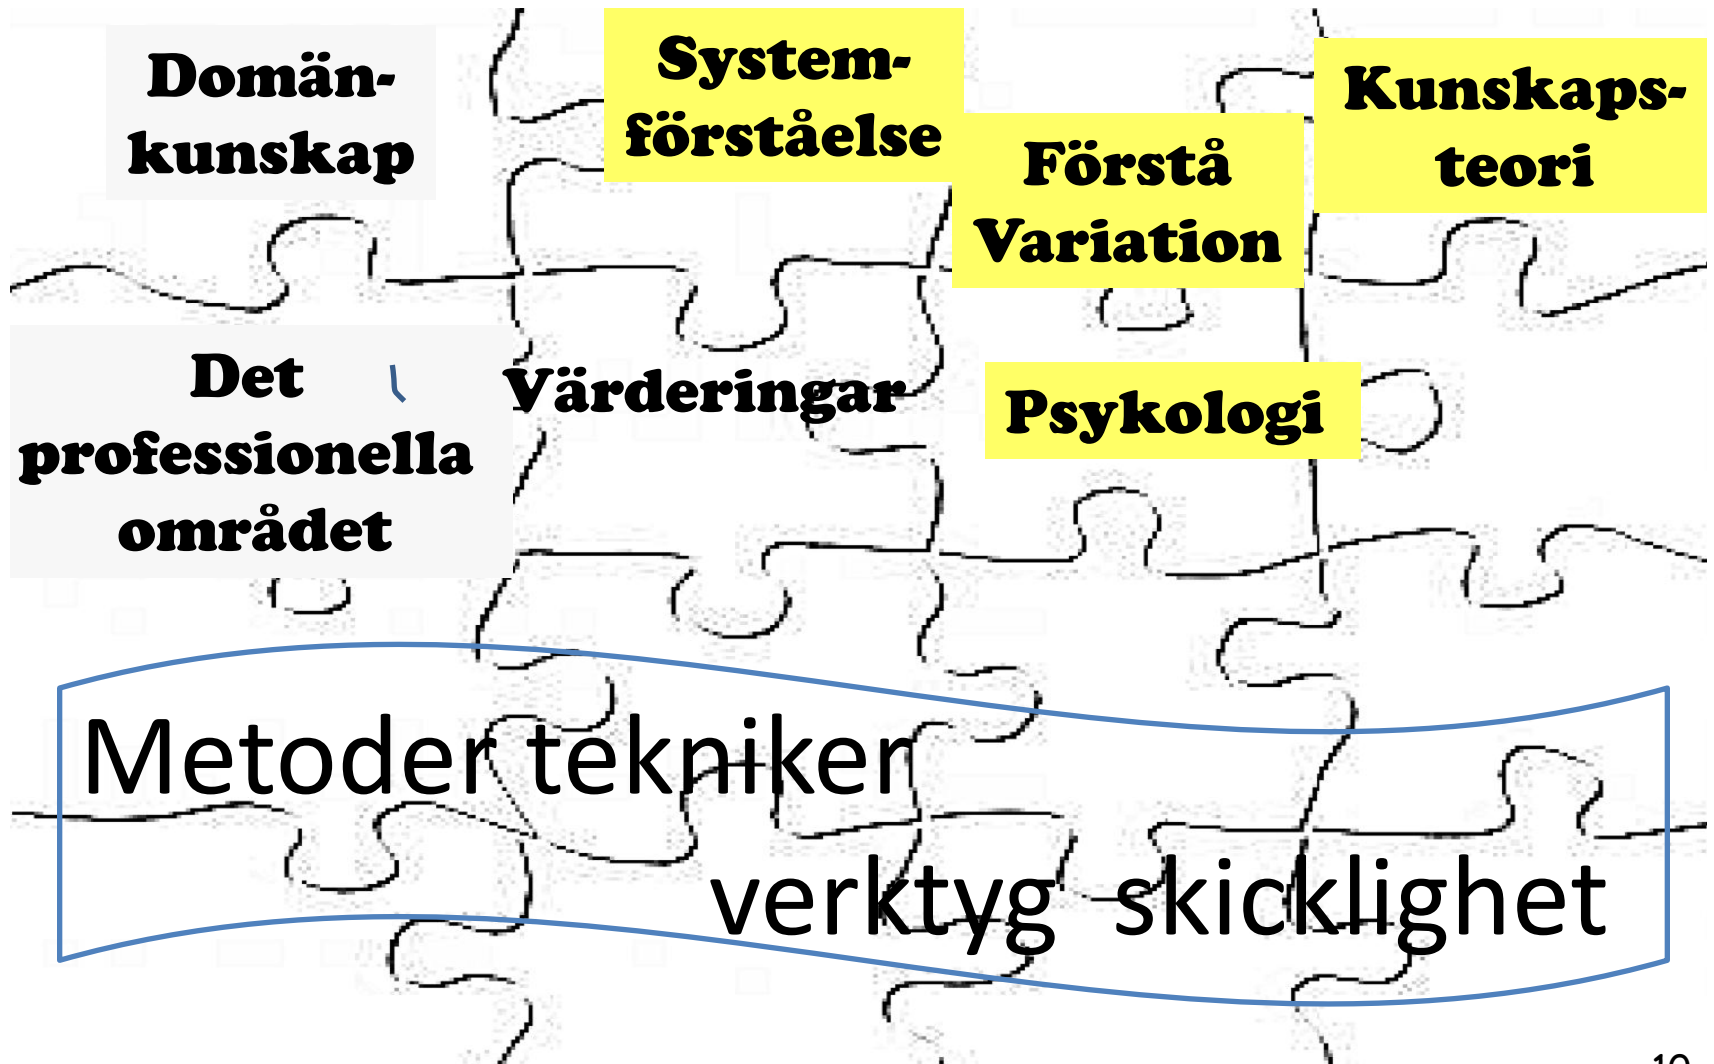 Domän-
kunskap
System-
förståelse
Förstå
Variation
Kunskaps-
teori
Det
professionella
området
Värderingar
Psykologi
Metoder tekniker
verktyg skicklighet